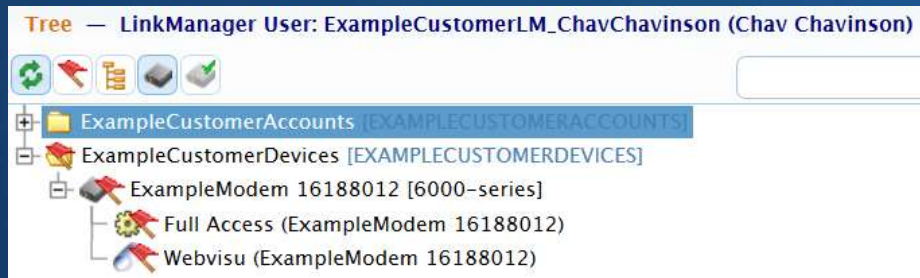 Tree — LinkManager User: ExampleCustomerLM_ChavChavinson (Chav Chavinson)
ExampleCustomerAccounts [EXAMPLECUSTOMERACCOUNTS]
ExampleCustomerDevices [EXAMPLECUSTOMERDEVICES]
ExampleModem 16188012 [6000-series]
Full Access (ExampleModem 16188012)
Webvisu (ExampleModem 16188012)